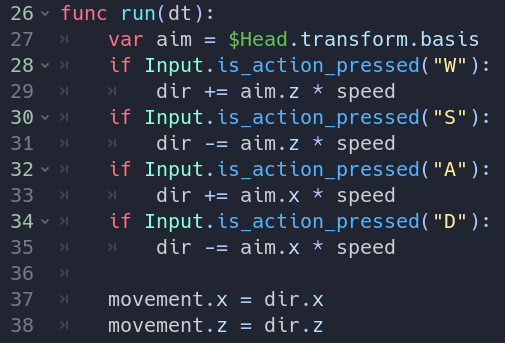 26 func run(dt):
27 var aim = $Head.transform.basis
28 if Input.is_action_pressed("W"):
29 dir += aim.z * speed
30 if Input.is_action_pressed("S"):
31 dir -= aim.z * speed
32 if Input.is_action_pressed("A"):
33 dir += aim.x * speed
34 if Input.is_action_pressed("D"):
35 dir -= aim.x * speed
36
37 movement.x = dir.x
38 movement.z = dir.z